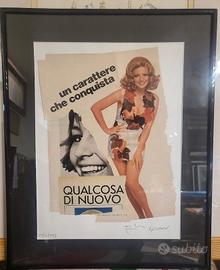 un carattere
che conquista
QUALCOSA
DI NUOVO
subito